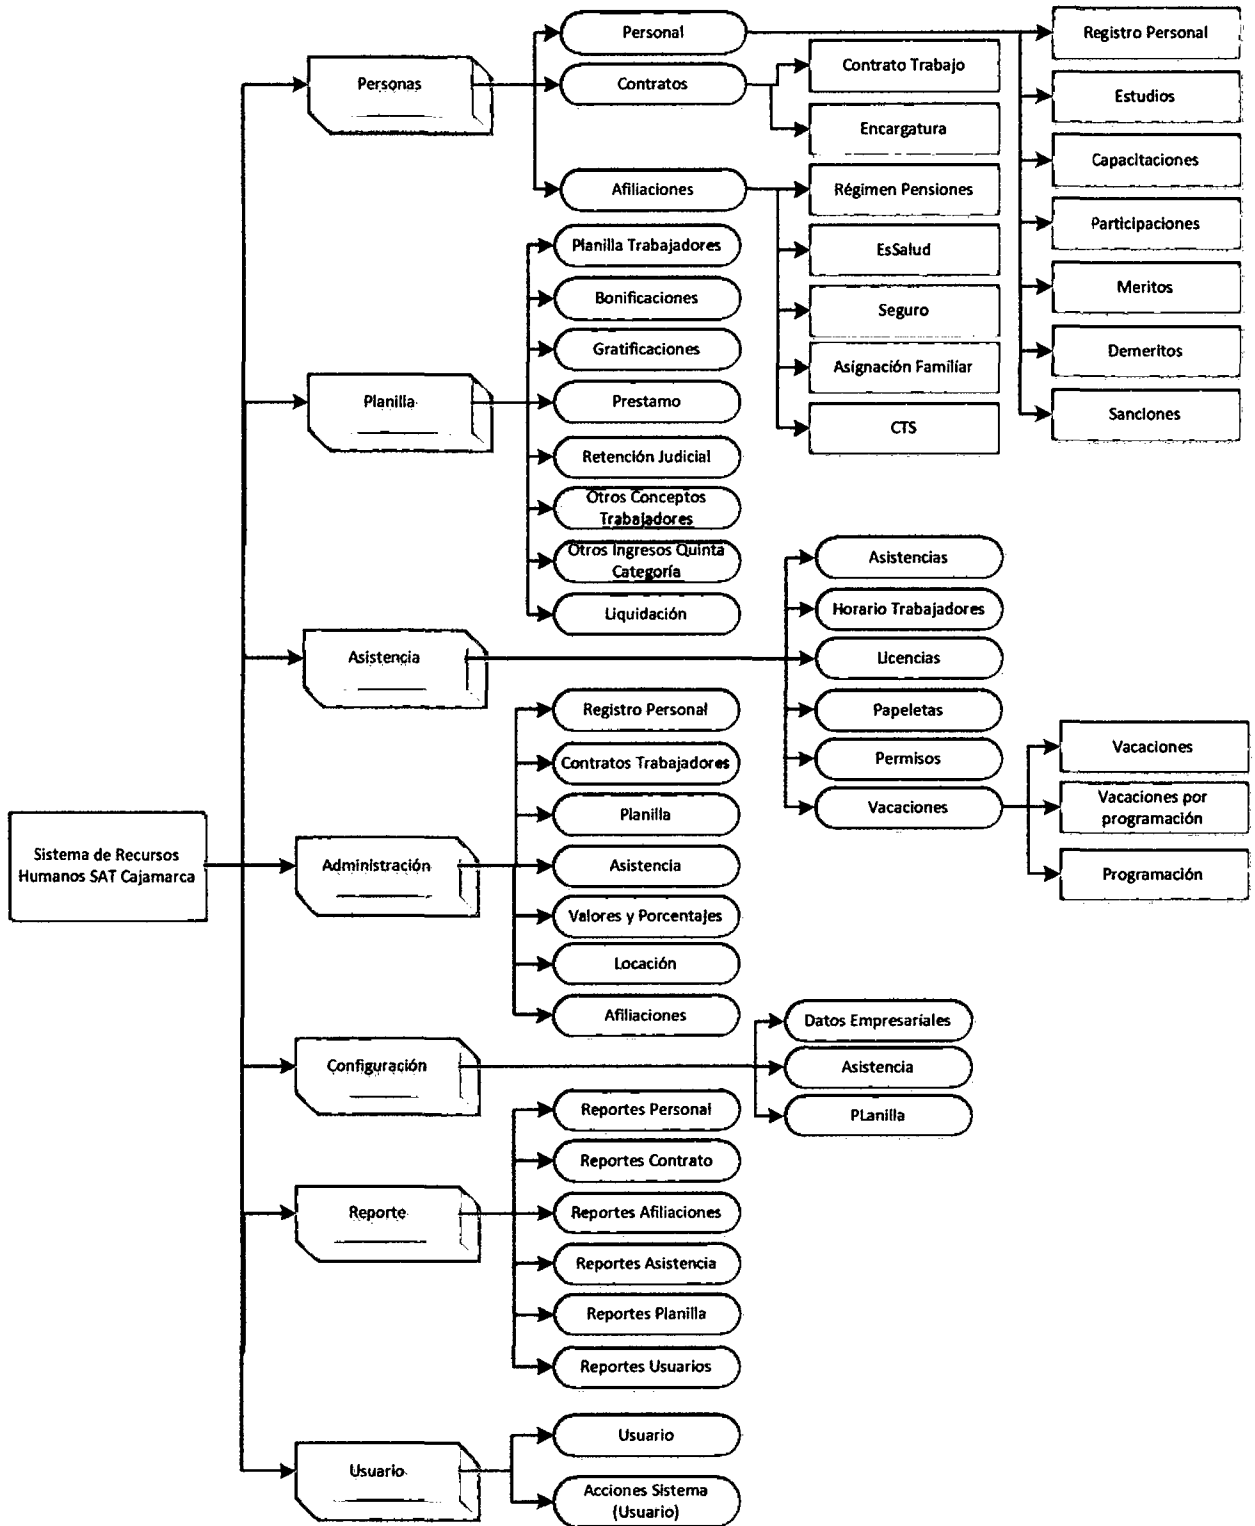 Sistema de Recursos
Humanos SAT Cajamarca
Personas
Personal
Registro Personal
Estudios
Capacitaciones
Participaciones
Meritos
Demeritos
Sanciones
Contratos
Contrato Trabajo
Encargatura
Afiliaciones
Régimen Pensiones
EsSalud
Seguro
Asignación Familiar
CTS
Planilla
Planilla Trabajadores
Bonificaciones
Gratificaciones
Prestamo
Retención Judicial
Otros Conceptos
Trabajadores
Otros Ingresos Quinta
Categoría
Liquidación
Asistencia
Asistencias
Horario Trabajadores
Licencias
Papeletas
Permisos
Vacaciones
Vacaciones
Vacaciones por
programación
Programación
Administración
Registro Personal
Contratos Trabajadores
Planilla
Asistencia
Valores y Porcentajes
Locación
Afiliaciones
Configuración
Datos Empresariales
Asistencia
PLanilla
Reporte
Reportes Personal
Reportes Contrato
Reportes Afiliaciones
Reportes Asistencia
Reportes Planilla
Reportes Usuarios
Usuario
Usuario
Acciones Sistema
(Usuario)